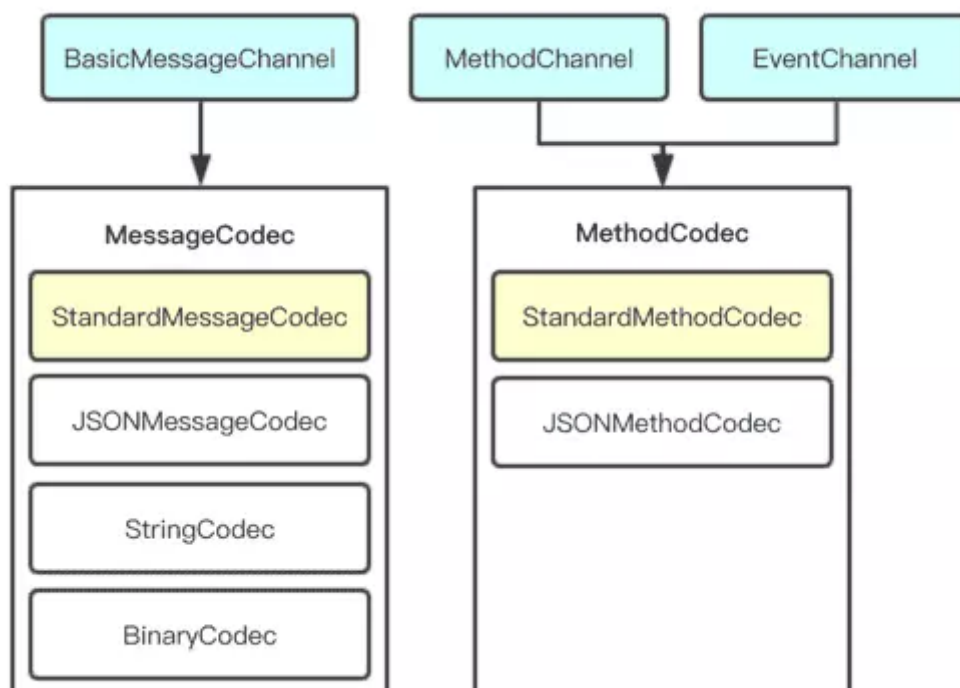 BasicMessageChannel
MethodChannel
EventChannel
MessageCodec
StandardMessageCodec
JSONMessageCodec
StringCodec
BinaryCodec
MethodCodec
StandardMethodCodec
JSONMethodCodec